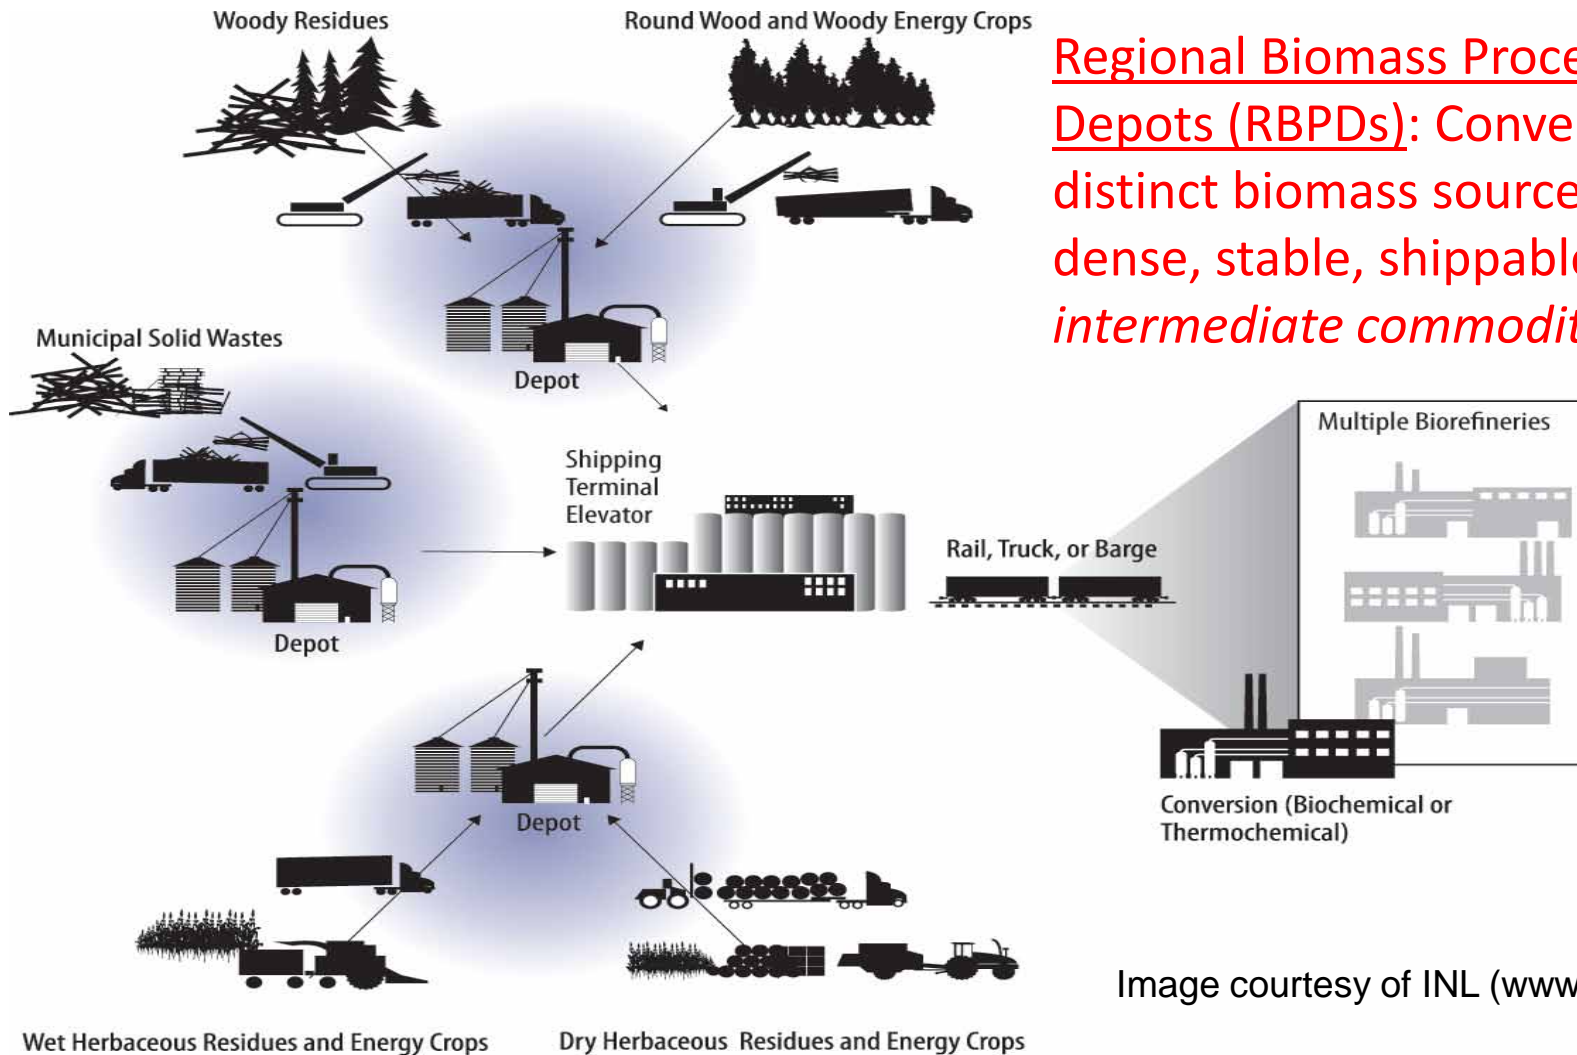 Woody Residues
Round Wood and Woody Energy Crops
Regional Biomass Proce
Depots (RBPDs): Conve
distinct biomass source
dense, stable, shippable
intermediate commodit
Depot
Municipal Solid Wastes
Depot
Shipping
Terminal
Elevator
Rail, Truck, or Barge
Multiple Biorefineries
Conversion (Biochemical or
Thermochemical)
Depot
Image courtesy of INL (www
Wet Herbaceous Residues and Energy Crops
Dry Herbaceous Residues and Energy Crops